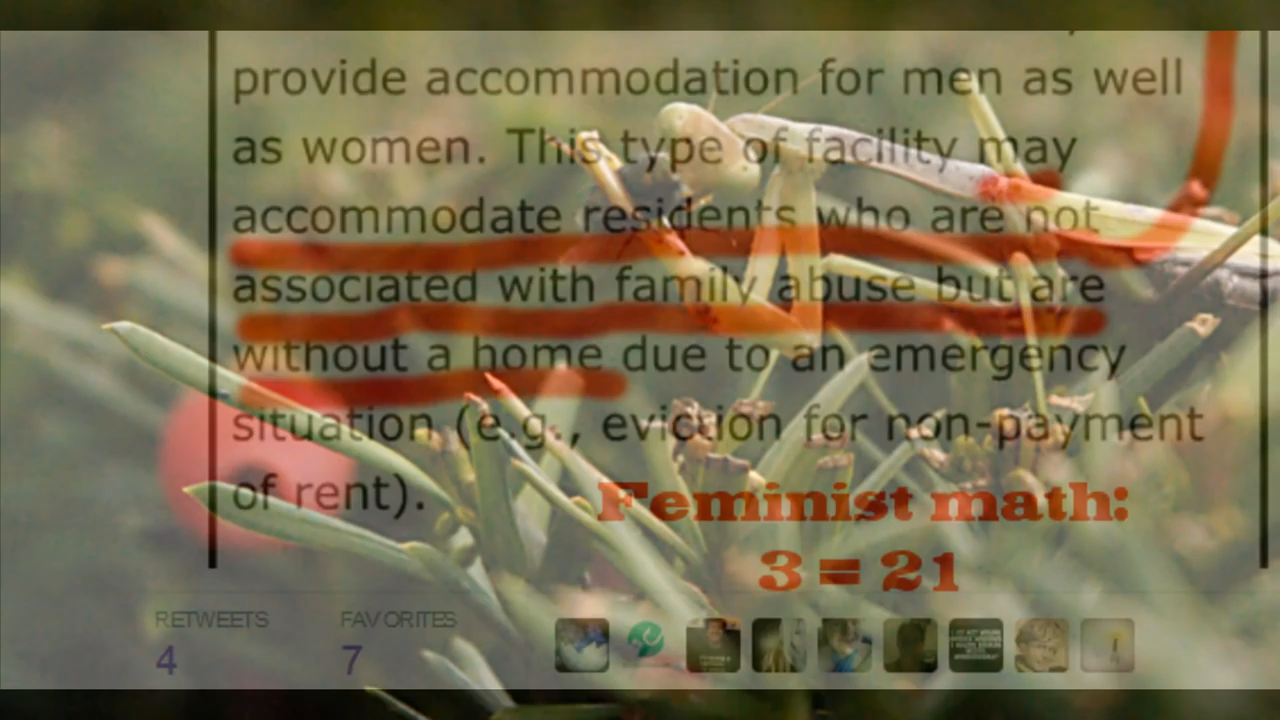 provide accommodation for men as well
as women. This type of facility may
accommodate residents who are not
associated with family abuse but are
without a home due to an emergency
situation (e.g., eviction for non-payment
of rent).
Feminist math:
3 = 21
RETWEETS FAVORITES
4 7